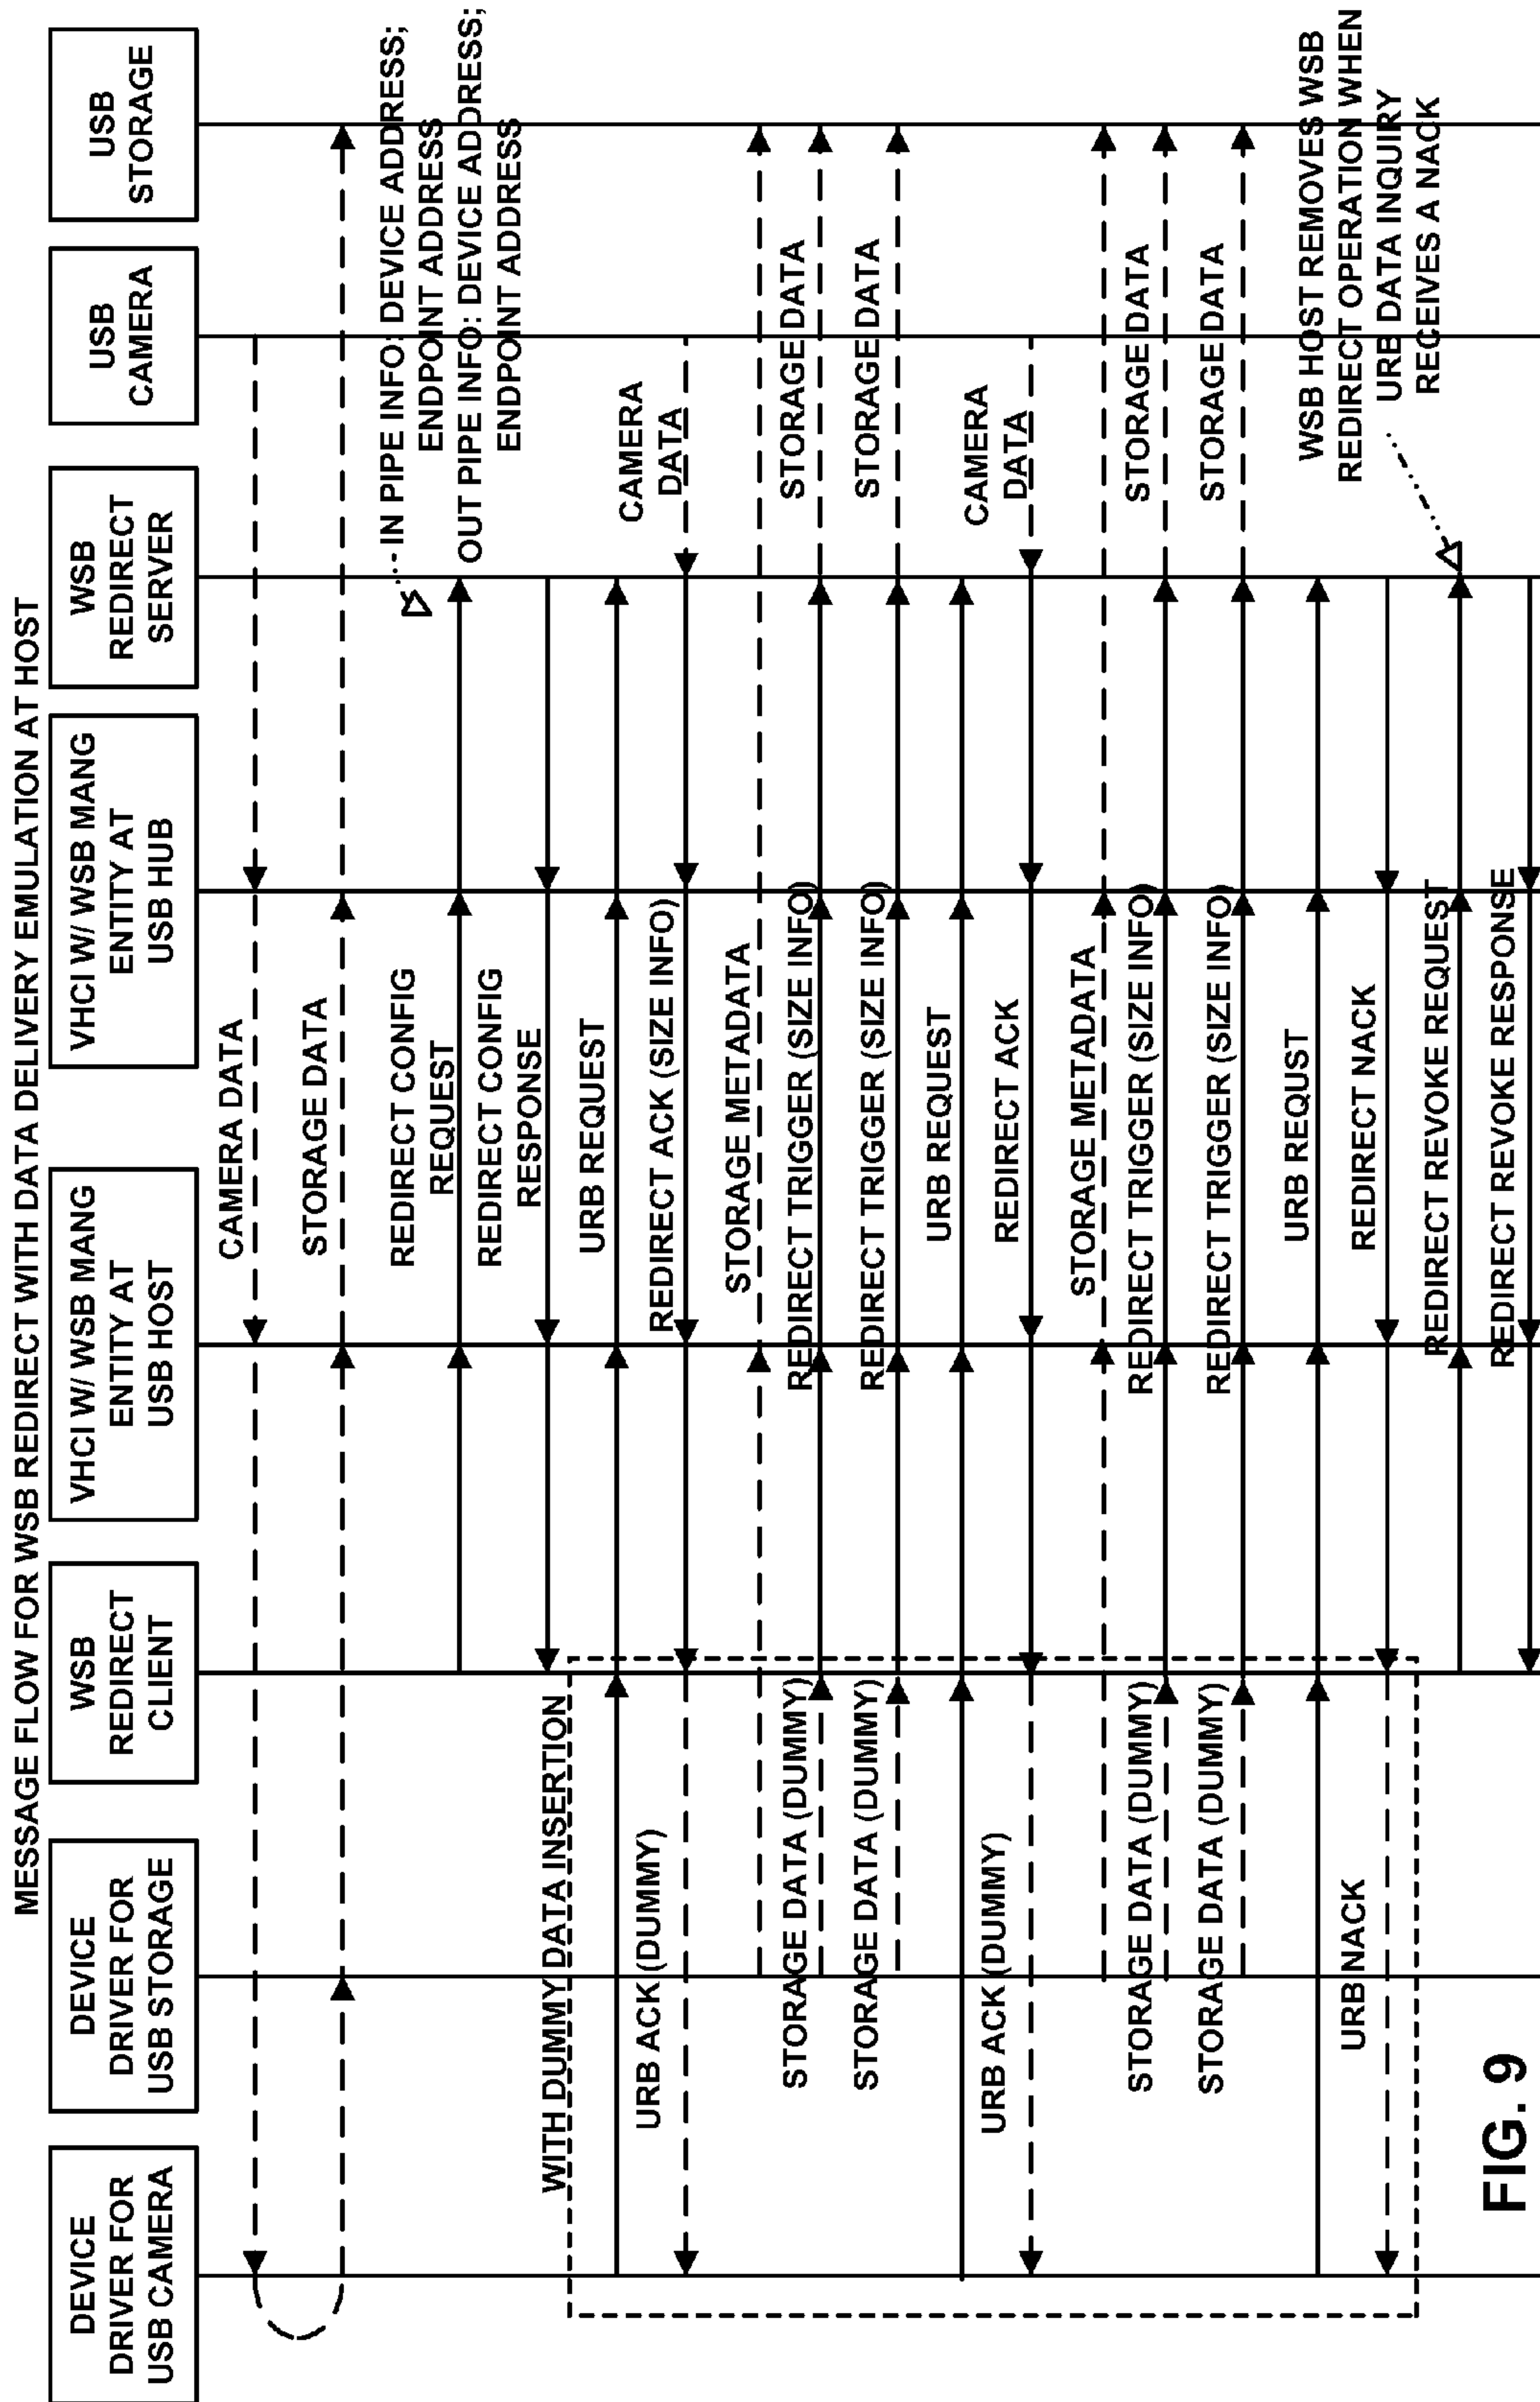 MESSAGE FLOW FOR WSB REDIRECT WITH DATA DELIVERY EMULATION AT HOST
DEVICE
DRIVER FOR
USB CAMERA
DEVICE
DRIVER FOR
USB STORAGE
WSB
REDIRECT
CLIENT
VHCI W/ WSB MANG
ENTITY AT
USB HOST
VHCI W/ WSB MANG
ENTITY AT
USB HUB
WSB
REDIRECT
SERVER
USB
CAMERA
USB
STORAGE
CAMERA DATA
STORAGE DATA
IN PIPE INFO: DEVICE ADDRESS;
ENDPOINT ADDRESS
OUT PIPE INFO: DEVICE ADDRESS;
ENDPOINT ADDRESS
REDIRECT CONFIG
REQUEST
REDIRECT CONFIG
RESPONSE
WITH DUMMY DATA INSERTION
URB REQUEST
URB ACK (DUMMY)
REDIRECT ACK (SIZE INFO)
CAMERA
DATA
STORAGE METADATA
STORAGE DATA (DUMMY)
REDIRECT TRIGGER (SIZE INFO)
STORAGE DATA
STORAGE DATA (DUMMY)
REDIRECT TRIGGER (SIZE INFO)
STORAGE DATA
URB REQUEST
URB ACK (DUMMY)
REDIRECT ACK
CAMERA
DATA
STORAGE METADATA
STORAGE DATA (DUMMY)
REDIRECT TRIGGER (SIZE INFO)
STORAGE DATA
STORAGE DATA (DUMMY)
REDIRECT TRIGGER (SIZE INFO)
STORAGE DATA
URB REQUST
URB NACK
REDIRECT NACK
WSB HOST REMOVES WSB
REDIRECT OPERATION WHEN
URB DATA INQUIRY
RECEIVES A NACK
REDIRECT REVOKE REQUEST
REDIRECT REVOKE RESPONSE
FIG. 9